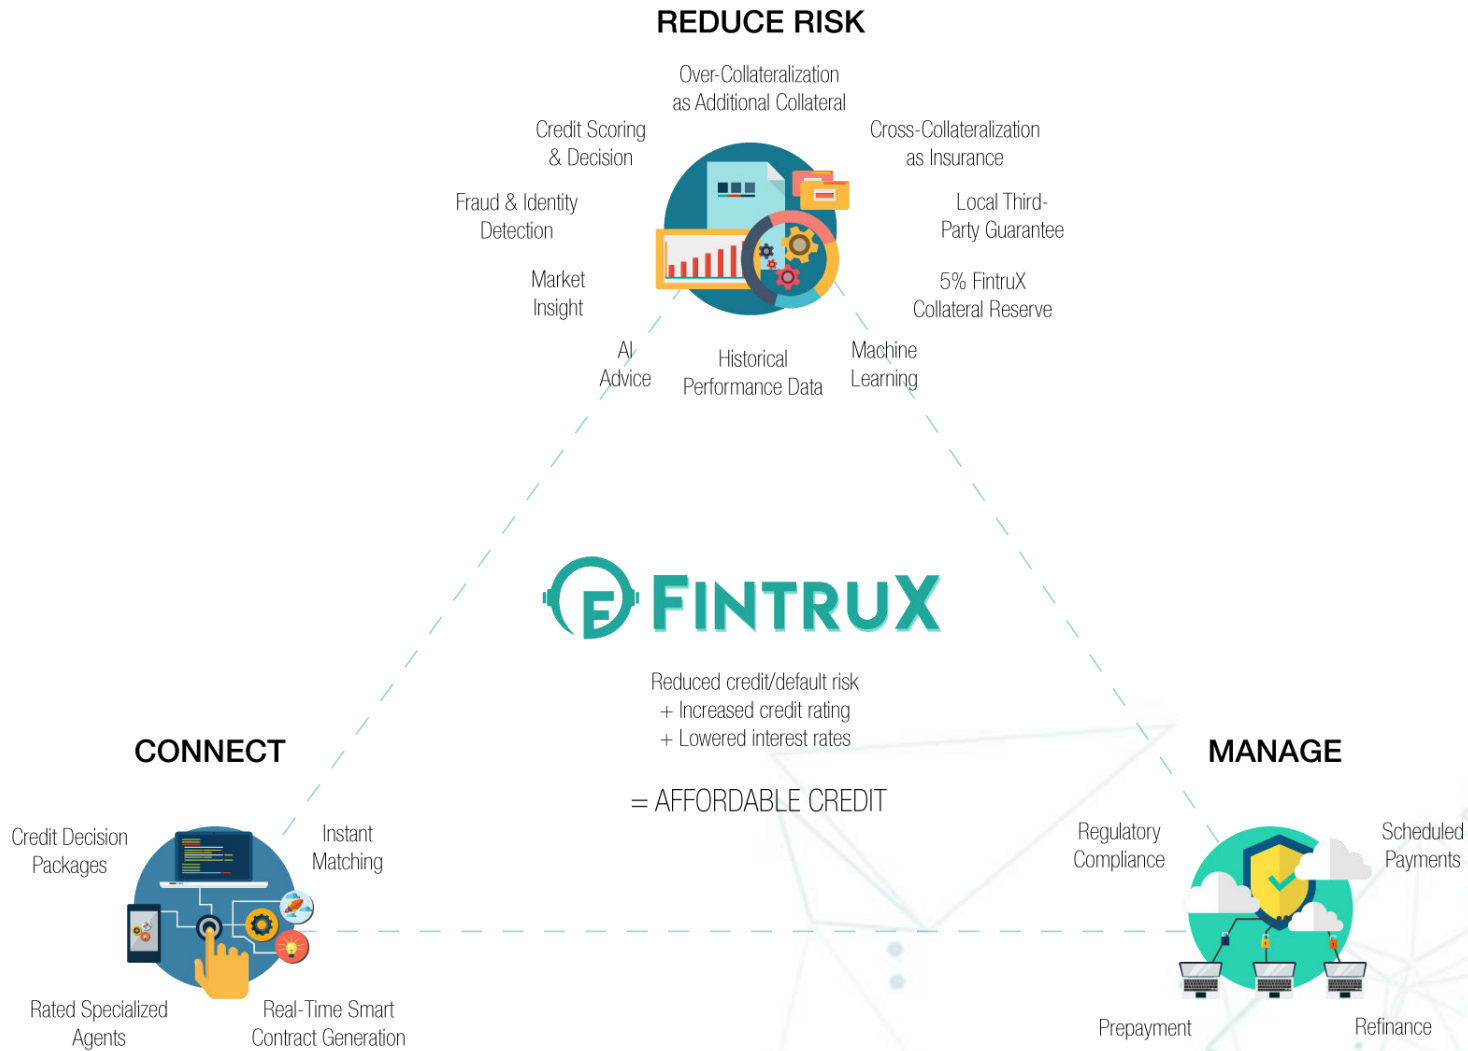 REDUCE RISK
Over-Collateralization
as Additional Collateral
Credit Scoring
& Decision
Cross-Collateralization
as Insurance
Fraud & Identity
Detection
Local Third-
Party Guarantee
Market
Insight
5% FintruX
Collateral Reserve
AI
Advice
Historical
Performance Data
Machine
Learning
FINTRUX
Reduced credit/default risk
+ Increased credit rating
+ Lowered interest rates
= AFFORDABLE CREDIT
CONNECT
Credit Decision
Packages
Instant
Matching
Rated Specialized
Agents
Real-Time Smart
Contract Generation
MANAGE
Regulatory
Compliance
Scheduled
Payments
Prepayment
Refinance